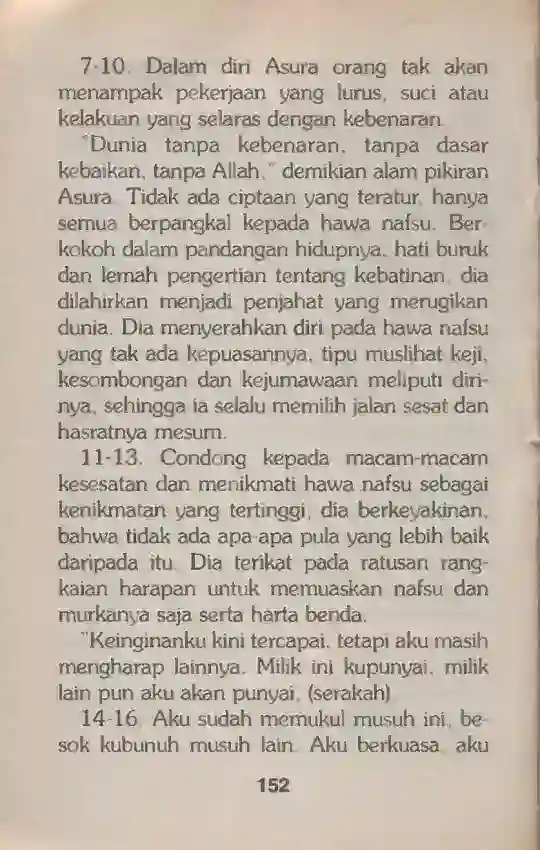 7-10. Dalam diri Asura orang tak akan
menampak pekerjaan yang lurus, suci atau
kelakuan yang selaras dengan kebenaran.
"Dunia tanpa kebenaran, tanpa dasar
kebaikan, tanpa Allah," demikian alam pikiran
Asura. Tidak ada ciptaan yang teratur, hanya
semua berpangkal kepada hawa nafsu. Ber-
kokoh dalam pandangan hidupnya, hati buruk
dan lemah pengertian tentang kebatinan, dia
dilahirkan menjadi penjahat yang merugikan
dunia. Dia menyerahkan diri pada hawa nafsu
yang tak ada kepuasannya, tipu muslihat keji,
kesombongan dan kejumawaan meliputi diri-
nya, sehingga ia selalu memilih jalan sesat dan
hasratnya mesum.
11-13. Condong kepada macam-macam
kesesatan dan menikmati hawa nafsu sebagai
kenikmatan yang tertinggi, dia berkeyakinan,
bahwa tidak ada apa-apa pula yang lebih baik
daripada itu. Dia terikat pada ratusan rang-
kaian harapan untuk memuaskan nafsu dan
murkanya saja serta harta benda.
"Keinginanku kini tercapai, tetapi aku masih
mengharap lainnya. Milik ini kupunyai, milik
lain pun aku akan punyai, (serakah)
14-16. Aku sudah memukul musuh ini, be-
sok kubunuh musuh lain. Aku berkuasa, aku
152